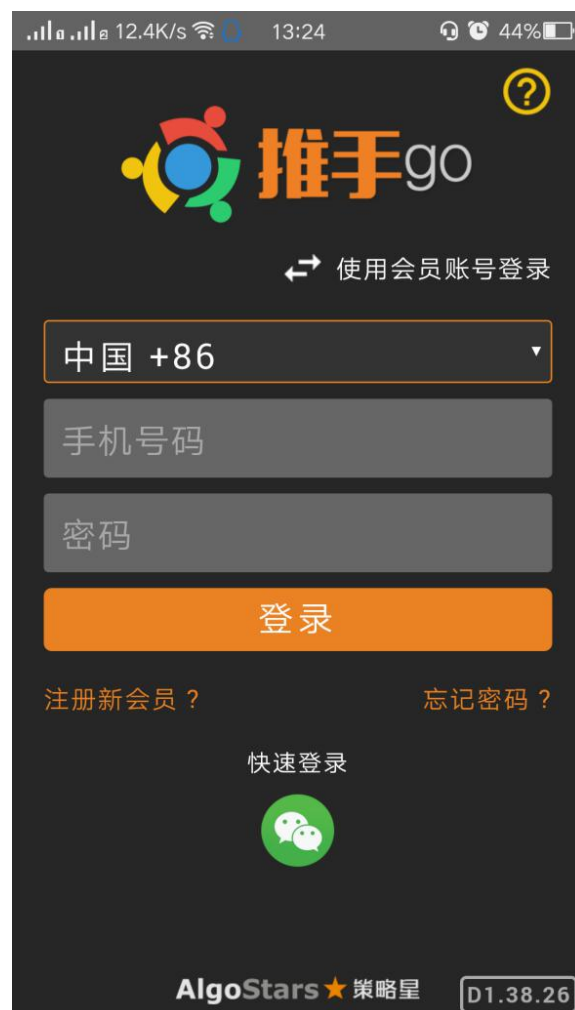 12.4K/s 13:24 44%
?
推手go
使用会员账号登录
中国 +86
手机号码
密码
登录
注册新会员？ 忘记密码？
快速登录
AlgoStars★策略星
D1.38.26